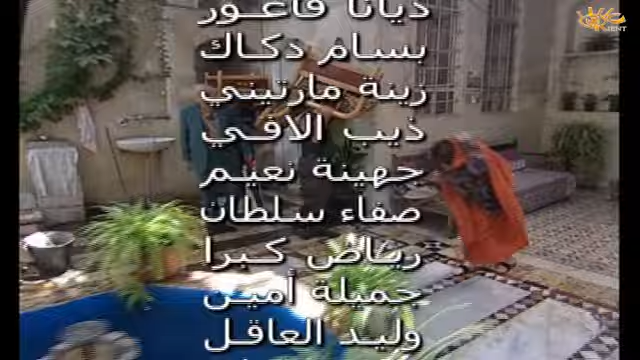 ديانا فاعور
بسام دكاك
زينة مارتيني
ذيب الافي
جهينة نعيم
صفاء سلطان
رياض كبرا
جميلة أمين
وليد العاقل